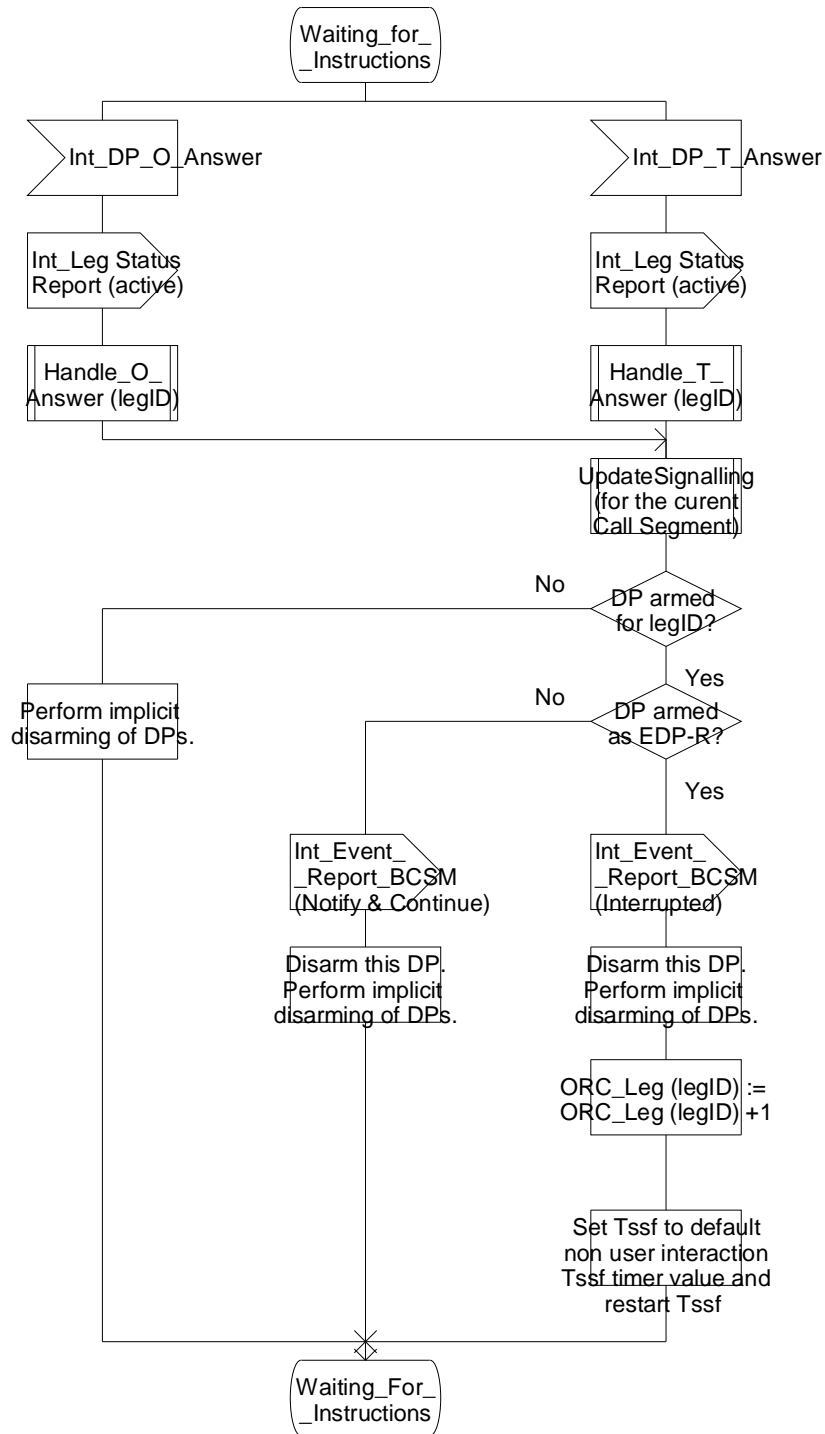 Waiting_for_
_Instructions
Int_DP_O_Answer
Int_DP_T_Answer
Int_Leg Status
Report (active)
Int_Leg Status
Report (active)
Handle_O_
Answer (legID)
Handle_T_
Answer (legID)
UpdateSignalling
(for the curent
Call Segment)
No
DP armed
for legID?
Yes
Perform implicit
disarming of DPs.
No
DP armed
as EDP-R?
Yes
Int_Event_
_Report_BCSM
(Notify & Continue)
Int_Event_
_Report_BCSM
(Interrupted)
Disarm this DP.
Perform implicit
disarming of DPs.
Disarm this DP.
Perform implicit
disarming of DPs.
ORC_Leg (legID) :=
ORC_Leg (legID) +1
Set Tssf to default
non user interaction
Tssf timer value and
restart Tssf
Waiting_For_
_Instructions